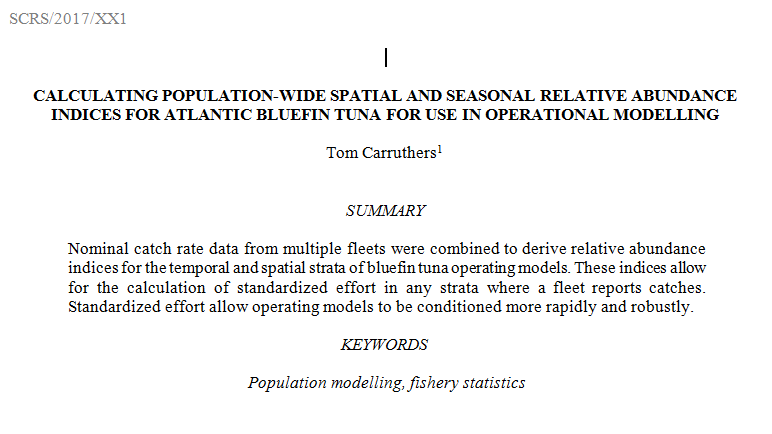 SCRS/2017/XX1
CALCULATING POPULATION-WIDE SPATIAL AND SEASONAL RELATIVE ABUNDANCE
INDICES FOR ATLANTIC BLUEFIN TUNA FOR USE IN OPERATIONAL MODELLING
Tom Carruthers¹
SUMMARY
Nominal catch rate data from multiple fleets were combined to derive relative abundance
indices for the temporal and spatial strata of bluefin tuna operating models. These indices allow
for the calculation of standardized effort in any strata where a fleet reports catches.
Standardized effort allow operating models to be conditioned more rapidly and robustly.
KEYWORDS
Population modelling, fishery statistics